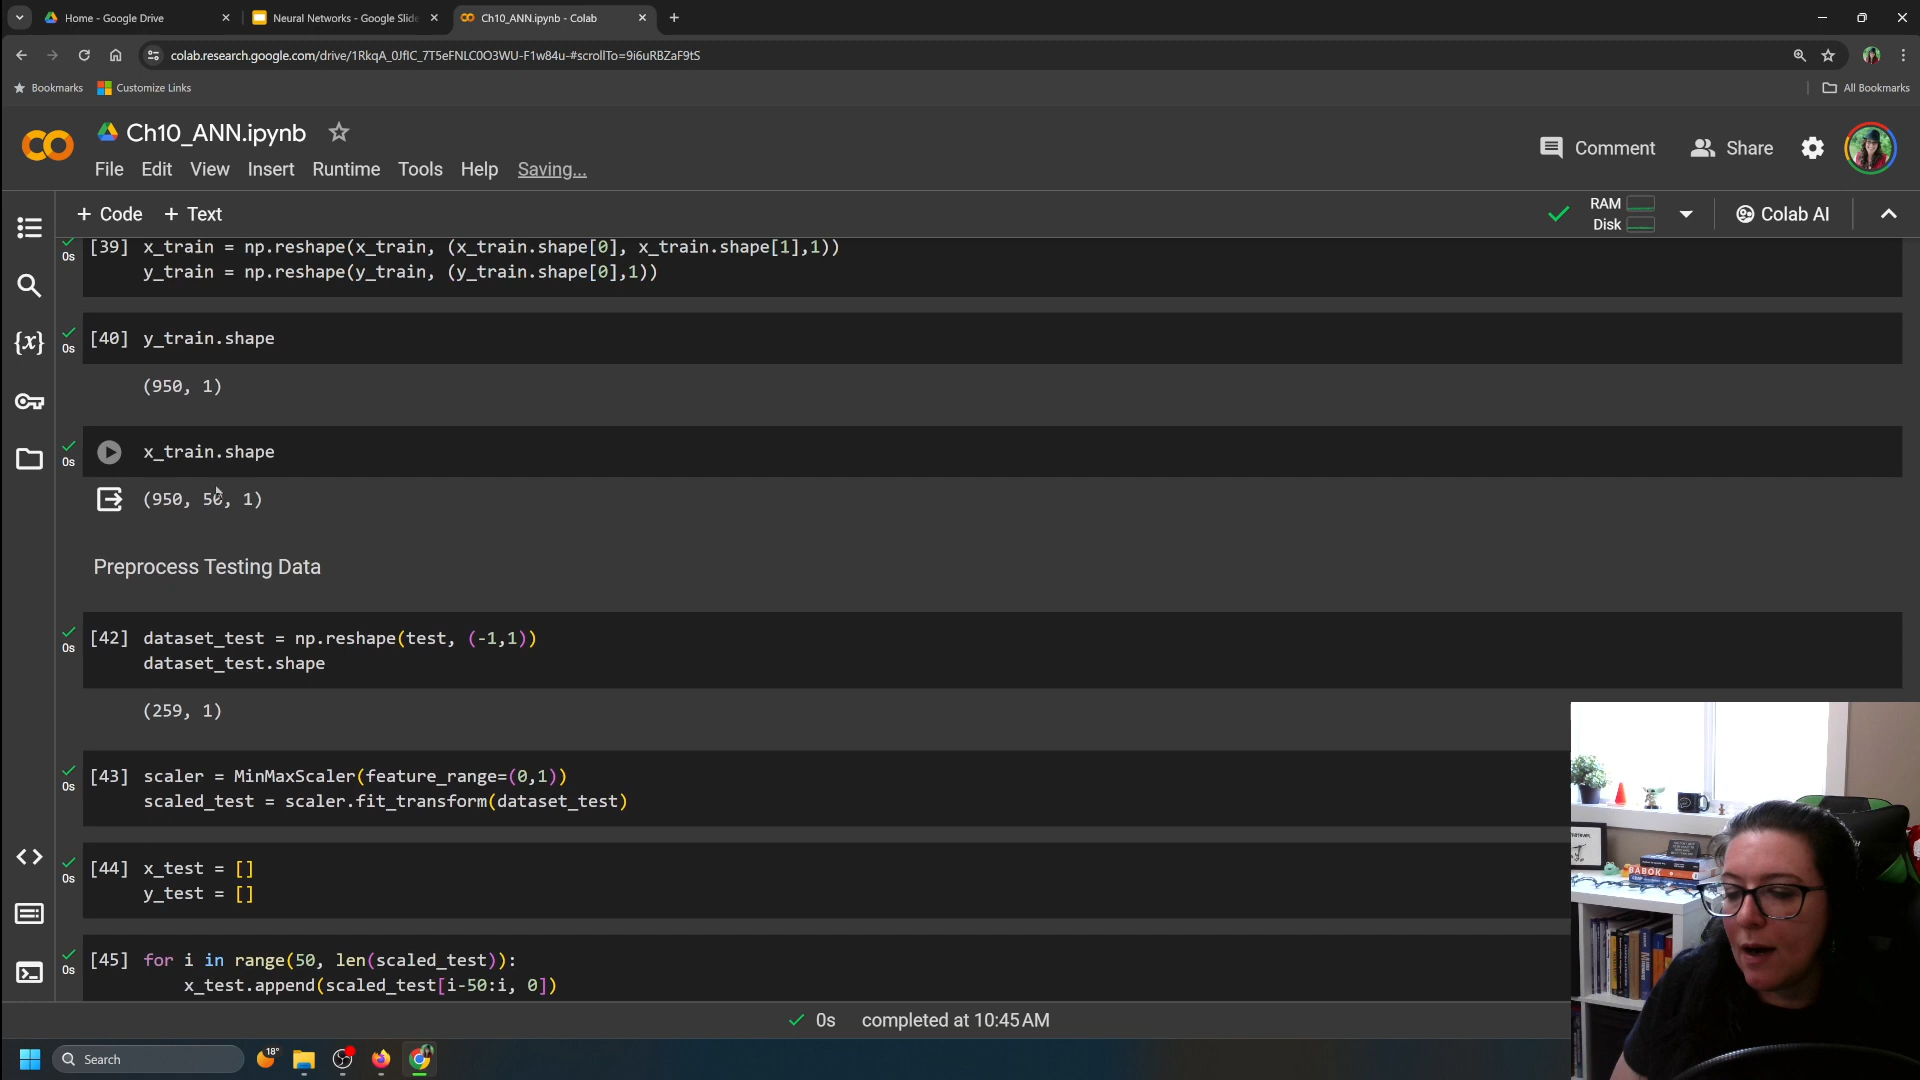 Home - Google Drive
Neural Networks - Google Slide
Ch10_ANN.ipynb - Colab
colab.research.google.com/drive/1RkqA_0JflC_7T5eFNLC0O3WU-F1w84u-#scrollTo=9i6uRBZaF9tS
Bookmarks
Customize Links
All Bookmarks
Ch10_ANN.ipynb
Comment
Share
File Edit View Insert Runtime Tools Help Saving...
+ Code + Text
RAM
Disk
Colab AI
[39] x_train = np.reshape(x_train, (x_train.shape[0], x_train.shape[1],1))
0s
y_train = np.reshape(y_train, (y_train.shape[0],1))
{x}
[40] y_train.shape
0s
(950, 1)
x_train.shape
0s
(950, 50, 1)
Preprocess Testing Data
[42] dataset_test = np.reshape(test, (-1,1))
0s
dataset_test.shape
(259, 1)
[43] scaler = MinMaxScaler(feature_range=(0,1))
0s
scaled_test = scaler.fit_transform(dataset_test)
[44] x_test = []
0s
y_test = []
[45] for i in range(50, len(scaled_test)):
0s
x_test.append(scaled_test[i-50:i, 0])
0s completed at 10:45 AM
BABOK
Search
18°